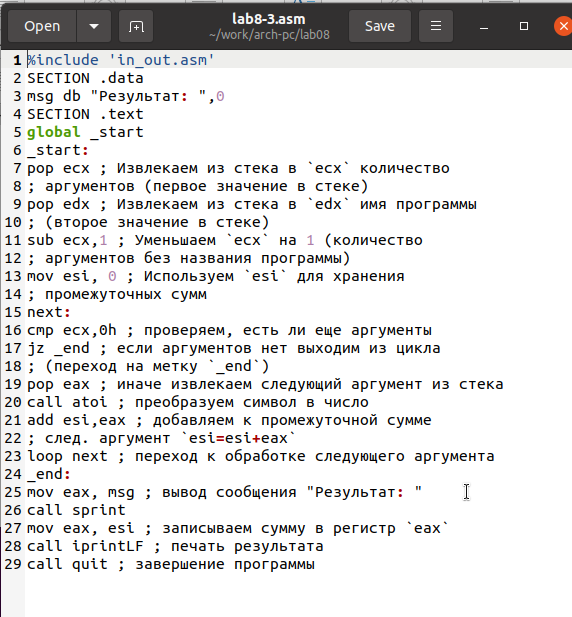 Open
lab8-3.asm
~/work/arch-pc/lab08
Save
1 %include 'in_out.asm'
2 SECTION .data
3 msg db "Результат: ",0
4 SECTION .text
5 global _start
6 _start:
7 pop ecx ; Извлекаем из стека в `ecx` количество
8 ; аргументов (первое значение в стеке)
9 pop edx ; Извлекаем из стека в `edx` имя программы
10 ; (второе значение в стеке)
11 sub ecx,1 ; Уменьшаем `ecx` на 1 (количество
12 ; аргументов без названия программы)
13 mov esi, 0 ; Используем `esi` для хранения
14 ; промежуточных сумм
15 next:
16 cmp ecx,0h ; проверяем, есть ли еще аргументы
17 jz _end ; если аргументов нет выходим из цикла
18 ; (переход на метку `_end`)
19 pop eax ; иначе извлекаем следующий аргумент из стека
20 call atoi ; преобразуем символ в число
21 add esi,eax ; добавляем к промежуточной сумме
22 ; след. аргумент `esi=esi+eax`
23 loop next ; переход к обработке следующего аргумента
24 _end:
25 mov eax, msg ; вывод сообщения "Результат: "
26 call sprint
27 mov eax, esi ; записываем сумму в регистр `eax`
28 call iprintLF ; печать результата
29 call quit ; завершение программы